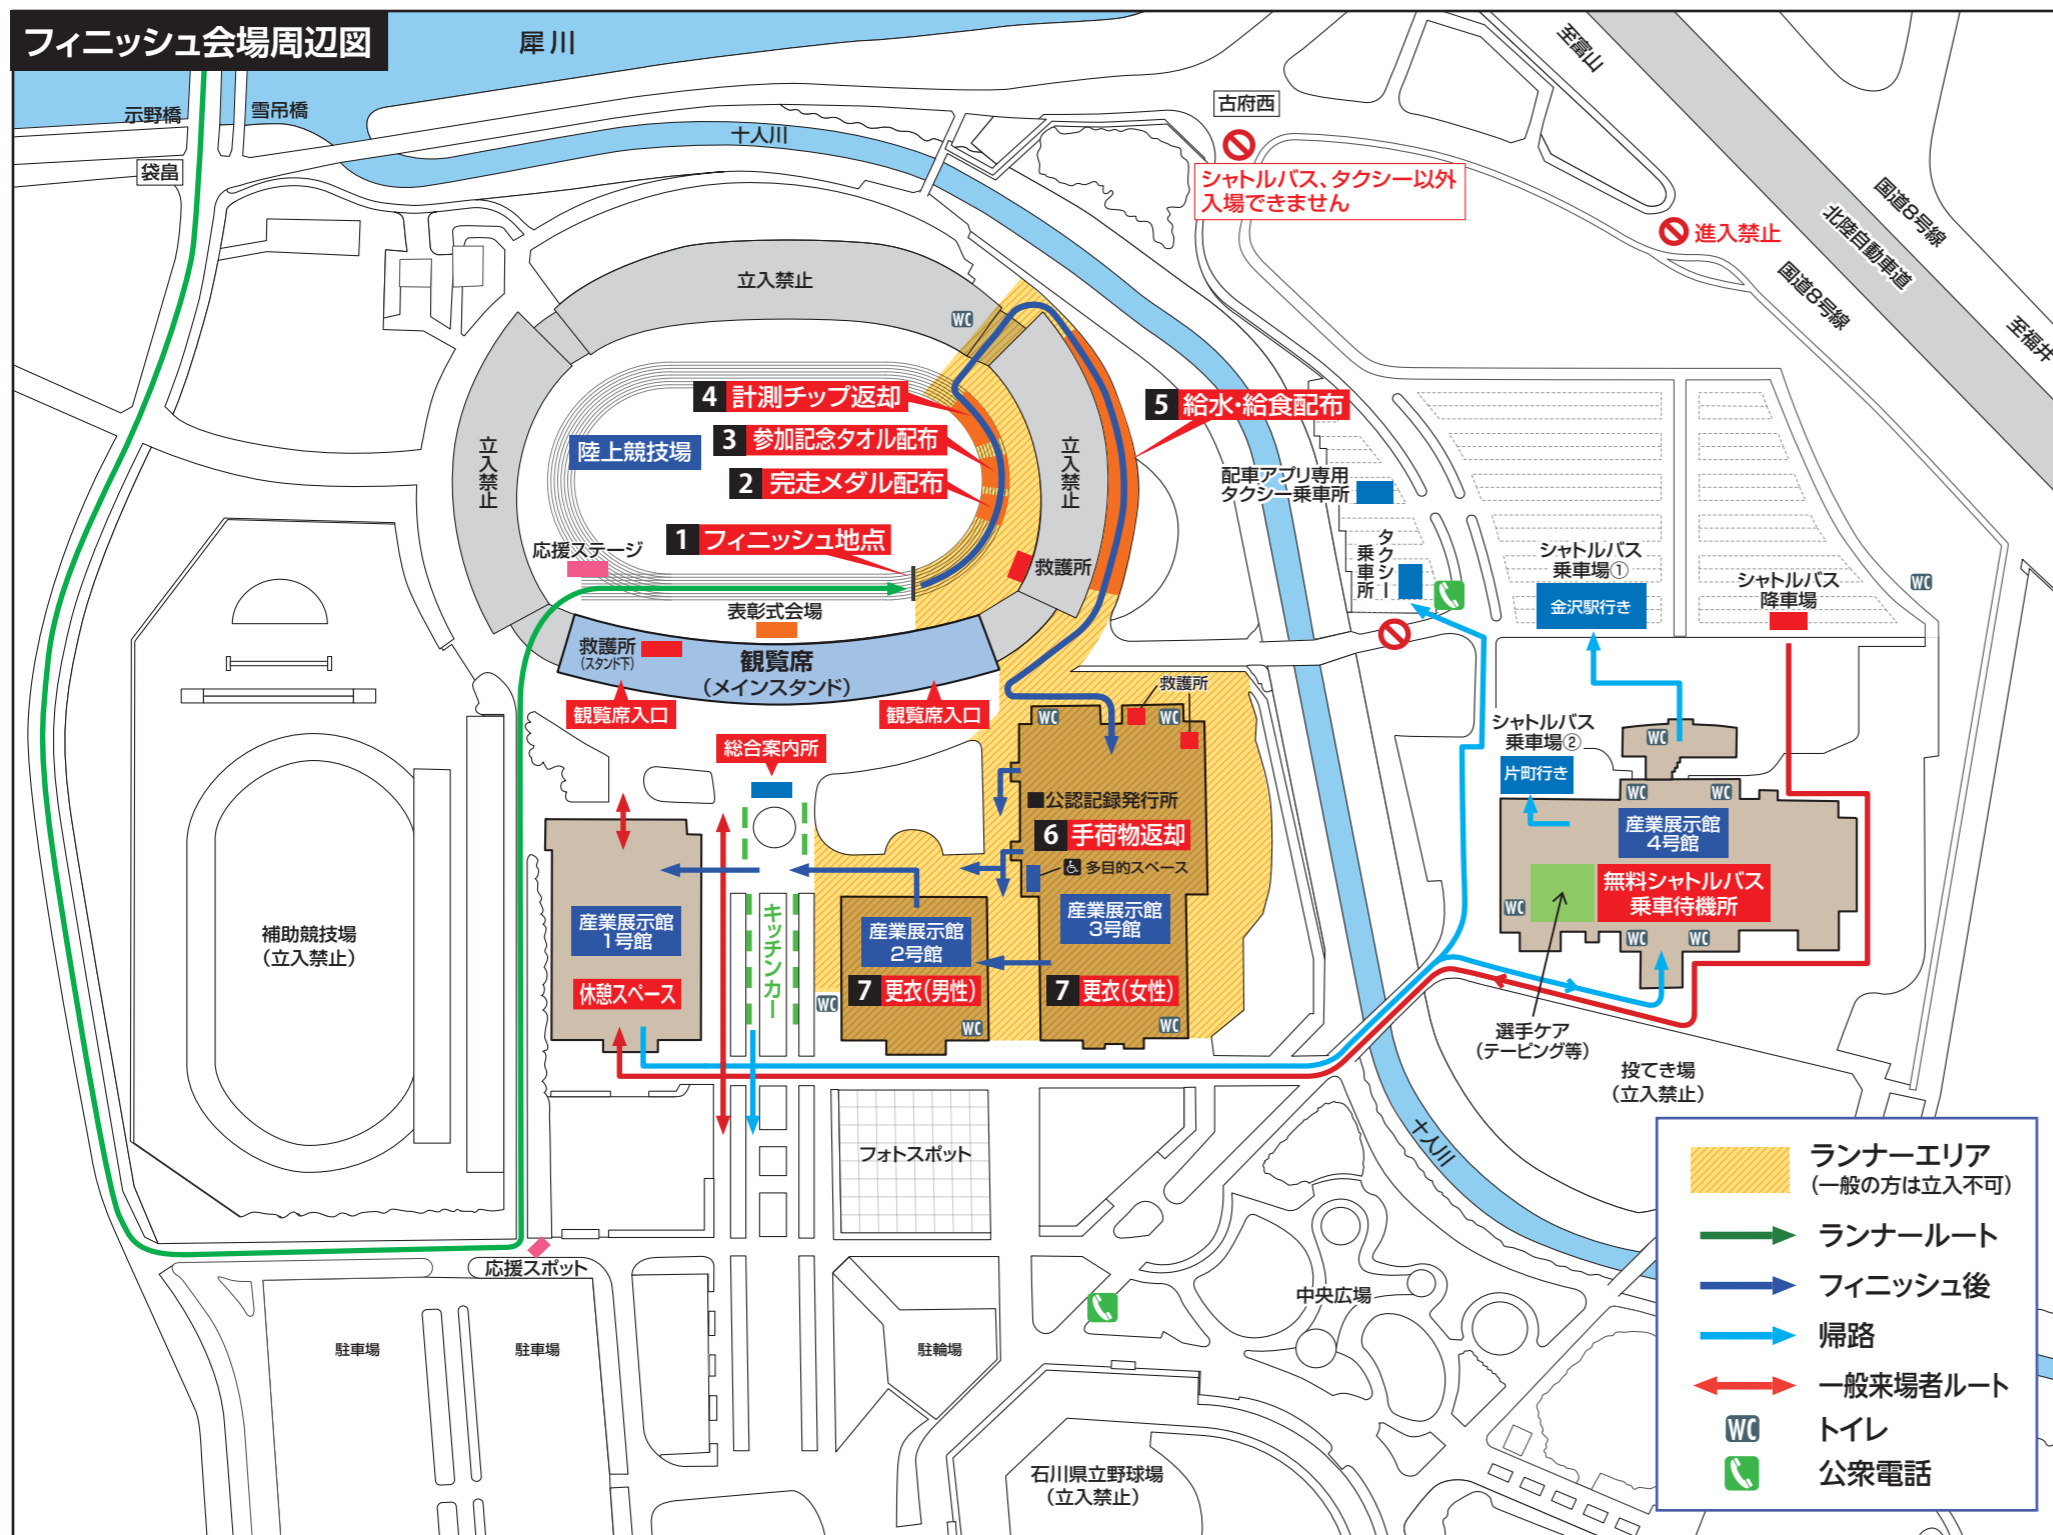 フィニッシュ会場周辺図
犀川
示野橋
雪吊橋
袋畠
十人川
古府西
シャトルバス、タクシー以外
入場できません
至富山
国道8号線
北陸自動車道
国道8号線
至福井
進入禁止
立入禁止
WC
立入禁止
立入禁止
陸上競技場
4 計測チップ返却
3 参加記念タオル配布
2 完走メダル配布
1 フィニッシュ地点
5 給水・給食配布
応援ステージ
救護所
表彰式会場
救護所
(スタンド下)
観覧席
(メインスタンド)
観覧席入口
観覧席入口
総合案内所
配車アプリ専用
タクシー乗車所
タクシー
乗車所
シャトルバス
乗車場①
金沢駅行き
シャトルバス
降車場
WC
救護所
WC
WC
公認記録発行所
6 手荷物返却
多目的スペース
産業展示館
3号館
7 更衣(女性)
WC
産業展示館
2号館
7 更衣(男性)
WC
WC
キッチンカー
産業展示館
1号館
休憩スペース
補助競技場
(立入禁止)
シャトルバス
乗車場②
片町行き
WC
WC
WC
産業展示館
4号館
無料シャトルバス
乗車待機所
WC
WC
WC
選手ケア
(テーピング等)
投てき場
(立入禁止)
十人川
フォトスポット
応援スポット
駐車場
駐車場
駐輪場
中央広場
石川県立野球場
(立入禁止)
ランナーエリア
(一般の方は立入不可)
ランナールート
フィニッシュ後
帰路
一般来場者ルート
WC トイレ
公衆電話